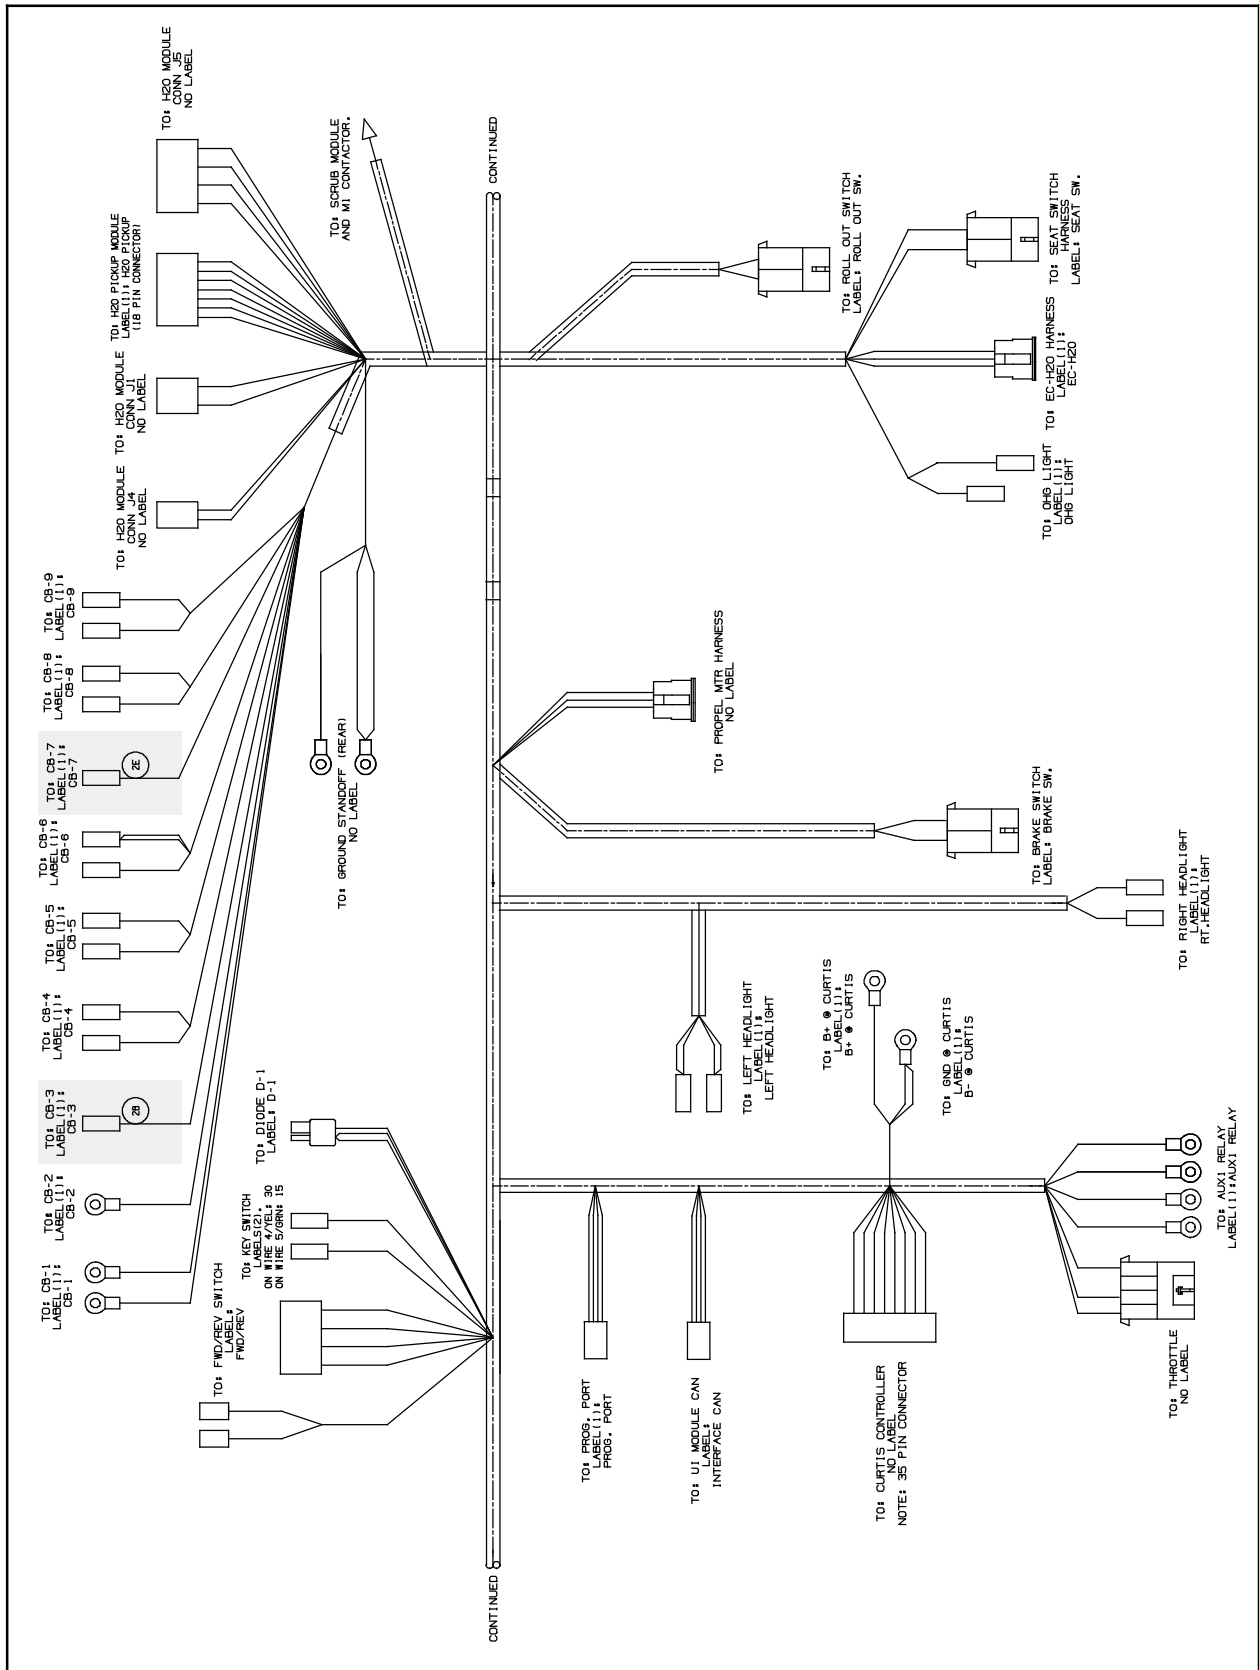 TO: CB-1
LABEL(1):
CB-1
TO: CB-2
LABEL(1):
CB-2
TO: CB-3
LABEL(1):
CB-3
2B
TO: CB-4
LABEL(1):
CB-4
TO: CB-5
LABEL(1):
CB-5
TO: CB-6
LABEL(1):
CB-6
TO: CB-7
LABEL(1):
CB-7
2E
TO: CB-8
LABEL(1):
CB-8
TO: CB-9
LABEL(1):
CB-9
TO: H2O MODULE
CONN J4
NO LABEL
TO: H2O MODULE
CONN J1
NO LABEL
TO: H2O PICKUP MODULE
LABEL(1): H2O PICKUP
(18 PIN CONNECTOR)
TO: H2O MODULE
CONN J5
NO LABEL
TO: SCRUB MODULE
AND M1 CONTACTOR.
TO: FWD/REV SWITCH
LABEL:
FWD/REV
TO: KEY SWITCH
LABELS(2).
ON WIRE 4/YEL: 30
ON WIRE 5/GRN: 15
TO: DIODE D-1
LABEL: D-1
TO: GROUND STANDOFF (REAR)
NO LABEL
CONTINUED
CONTINUED
TO: PROG. PORT
LABEL(1):
PROG. PORT
TO: UI MODULE CAN
LABEL:
INTERFACE CAN
TO: CURTIS CONTROLLER
NO LABEL
NOTE: 35 PIN CONNECTOR
TO: THROTTLE
NO LABEL
TO: AUX1 RELAY
LABEL(1):AUX1 RELAY
TO: GND @ CURTIS
LABEL(1):
B- @ CURTIS
TO: B+ @ CURTIS
LABEL(1):
B+ @ CURTIS
TO: LEFT HEADLIGHT
LABEL(1):
LEFT HEADLIGHT
TO: RIGHT HEADLIGHT
LABEL(1):
RT.HEADLIGHT
TO: BRAKE SWITCH
LABEL: BRAKE SW.
TO: PROPEL MTR HARNESS
NO LABEL
TO: OHG LIGHT
LABEL(1):
OHG LIGHT
TO: EC-H2O HARNESS
LABEL(1):
EC-H2O
TO: SEAT SWITCH
HARNESS
LABEL: SEAT SW.
TO: ROLL OUT SWITCH
LABEL: ROLL OUT SW.